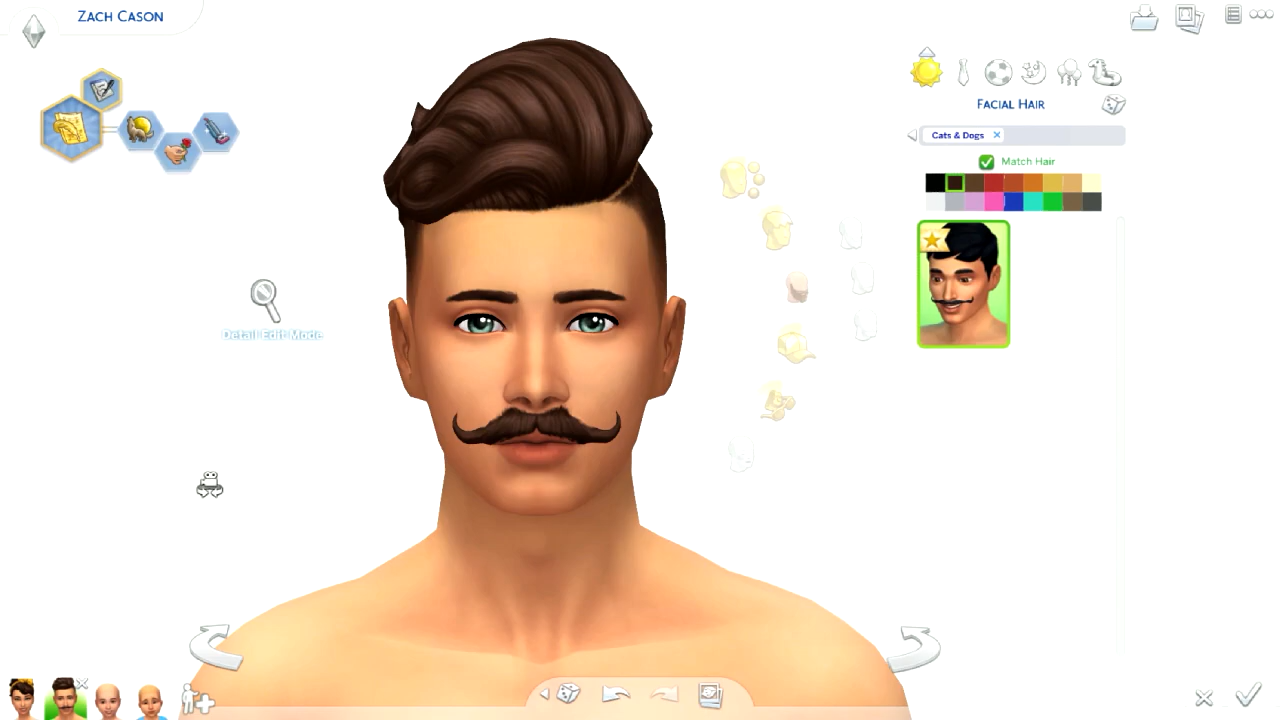 Zach Cason
Facial Hair
Cats & Dogs
Match Hair
Detail Edit Mode